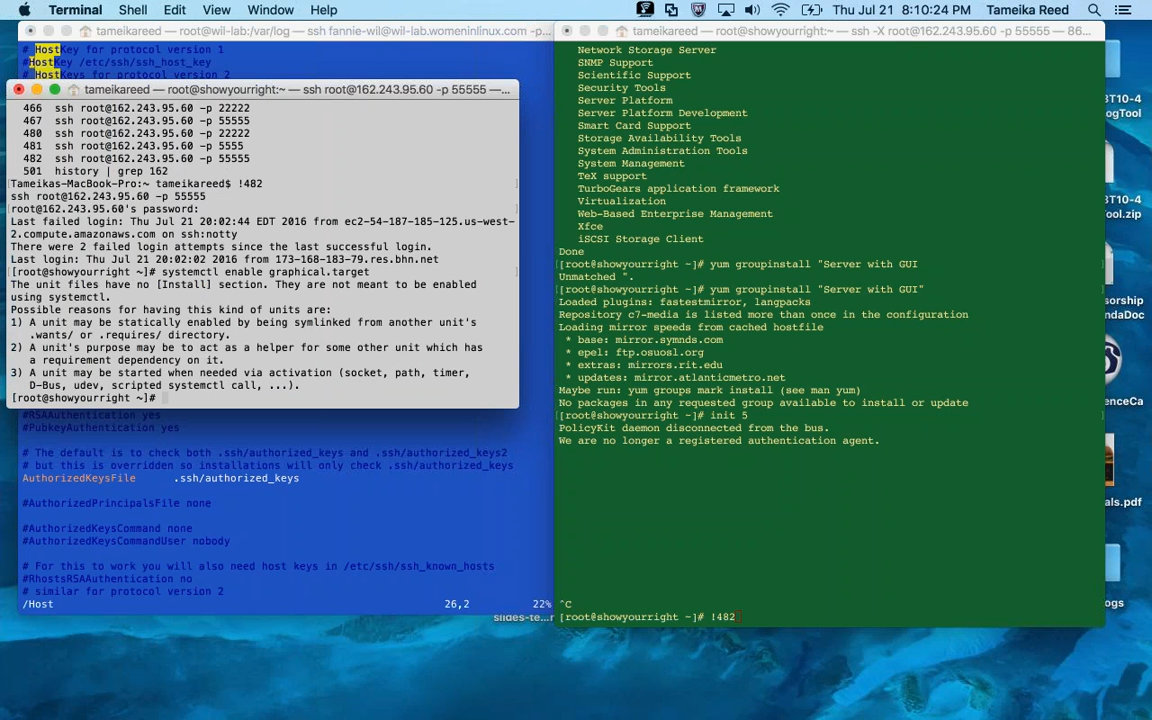 Terminal Shell Edit View Window Help Thu Jul 21 8:10:24 PM Tameika Reed
tameikareed — root@wil-lab:/var/log — ssh fannie-wil@wil-lab.womeninlinux.com -p...
# HostKey for protocol version 1
#HostKey /etc/ssh/ssh_host_key
# HostKeys for protocol version 2
tameikareed — root@showyourright:~ — ssh root@162.243.95.60 -p 55555 —...
466 ssh root@162.243.95.60 -p 22222
467 ssh root@162.243.95.60 -p 55555
480 ssh root@162.243.95.60 -p 22222
481 ssh root@162.243.95.60 -p 5555
482 ssh root@162.243.95.60 -p 55555
501 history | grep 162
[Tameikas-MacBook-Pro:~ tameikareed$ !482 ]
ssh root@162.243.95.60 -p 55555
[root@162.243.95.60's password: ]
Last failed login: Thu Jul 21 20:02:44 EDT 2016 from ec2-54-187-185-125.us-west-
2.compute.amazonaws.com on ssh:notty
There were 2 failed login attempts since the last successful login.
Last login: Thu Jul 21 20:02:02 2016 from 173-168-183-79.res.bhn.net
[[root@showyourright ~]# systemctl enable graphical.target ]
The unit files have no [Install] section. They are not meant to be enabled
using systemctl.
Possible reasons for having this kind of units are:
1) A unit may be statically enabled by being symlinked from another unit's
.wants/ or .requires/ directory.
2) A unit's purpose may be to act as a helper for some other unit which has
a requirement dependency on it.
3) A unit may be started when needed via activation (socket, path, timer,
D-Bus, udev, scripted systemctl call, ...).
[root@showyourright ~]#
#RSAAuthentication yes
#PubkeyAuthentication yes
# The default is to check both .ssh/authorized_keys and .ssh/authorized_keys2
# but this is overridden so installations will only check .ssh/authorized_keys
AuthorizedKeysFile .ssh/authorized_keys
#AuthorizedPrincipalsFile none
#AuthorizedKeysCommand none
#AuthorizedKeysCommandUser nobody
# For this to work you will also need host keys in /etc/ssh/ssh_known_hosts
#RhostsRSAAuthentication no
# similar for protocol version 2
/Host 26,2 22%
slides-te...
tameikareed — root@showyourright:~ — ssh -X root@162.243.95.60 -p 55555 — 86...
Network Storage Server
SNMP Support
Scientific Support
Security Tools
Server Platform
Server Platform Development
Smart Card Support
Storage Availability Tools
System Administration Tools
System Management
TeX support
TurboGears application framework
Virtualization
Web-Based Enterprise Management
Xfce
iSCSI Storage Client
Done
[[root@showyourright ~]# yum groupinstall "Server with GUI ]
Unmatched ".
[[root@showyourright ~]# yum groupinstall "Server with GUI" ]
Loaded plugins: fastestmirror, langpacks
Repository c7-media is listed more than once in the configuration
Loading mirror speeds from cached hostfile
* base: mirror.symnds.com
* epel: ftp.osuosl.org
* extras: mirrors.rit.edu
* updates: mirror.atlanticmetro.net
Maybe run: yum groups mark install (see man yum)
No packages in any requested group available to install or update
[[root@showyourright ~]# init 5 ]
PolicyKit daemon disconnected from the bus.
We are no longer a registered authentication agent.
^C
[root@showyourright ~]# !482